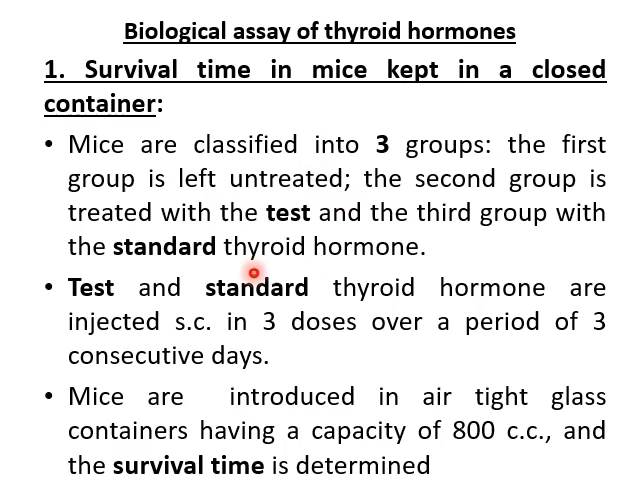 Biological assay of thyroid hormones
1. Survival time in mice kept in a closed
container:
• Mice are classified into 3 groups: the first
group is left untreated; the second group is
treated with the test and the third group with
the standard thyroid hormone.
• Test and standard thyroid hormone are
injected s.c. in 3 doses over a period of 3
consecutive days.
• Mice are introduced in air tight glass
containers having a capacity of 800 c.c., and
the survival time is determined